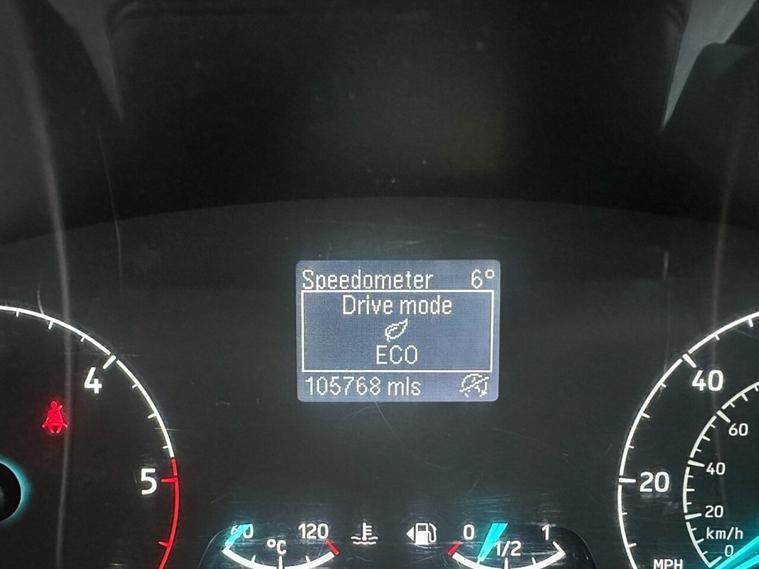 Speedometer 6°
Drive mode
ECO
105768 mls
4
5
40
20
MPH
60
40
20
km/h
0
60 120
°C
0 1/2 1